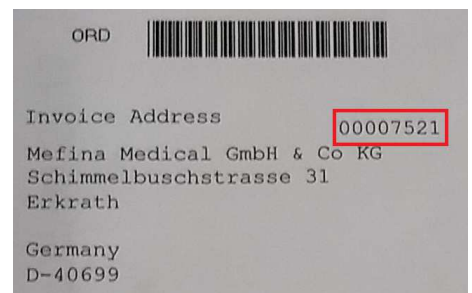 ORD
Invoice Address
00007521
Mefina Medical GmbH & Co KG
Schimmelbuschstrasse 31
Erkrath
Germany
D-40699